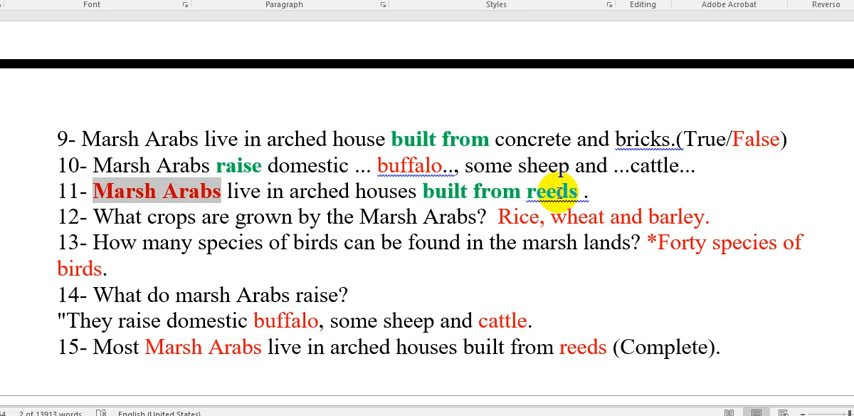 Font Paragraph Styles Editing Adobe Acrobat Reverso
9- Marsh Arabs live in arched house built from concrete and bricks.(True/False)
10- Marsh Arabs raise domestic ... buffalo.., some sheep and ...cattle...
11- Marsh Arabs live in arched houses built from reeds .
12- What crops are grown by the Marsh Arabs? Rice, wheat and barley.
13- How many species of birds can be found in the marsh lands? *Forty species of
birds.
14- What do marsh Arabs raise?
"They raise domestic buffalo, some sheep and cattle.
15- Most Marsh Arabs live in arched houses built from reeds (Complete).
2 of 13913 words English (United States)